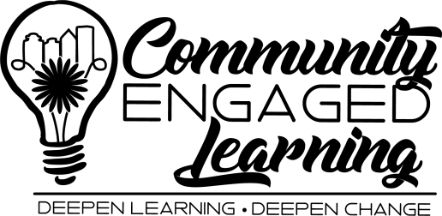 Community
ENGAGED
Learning
DEEPEN LEARNING • DEEPEN CHANGE